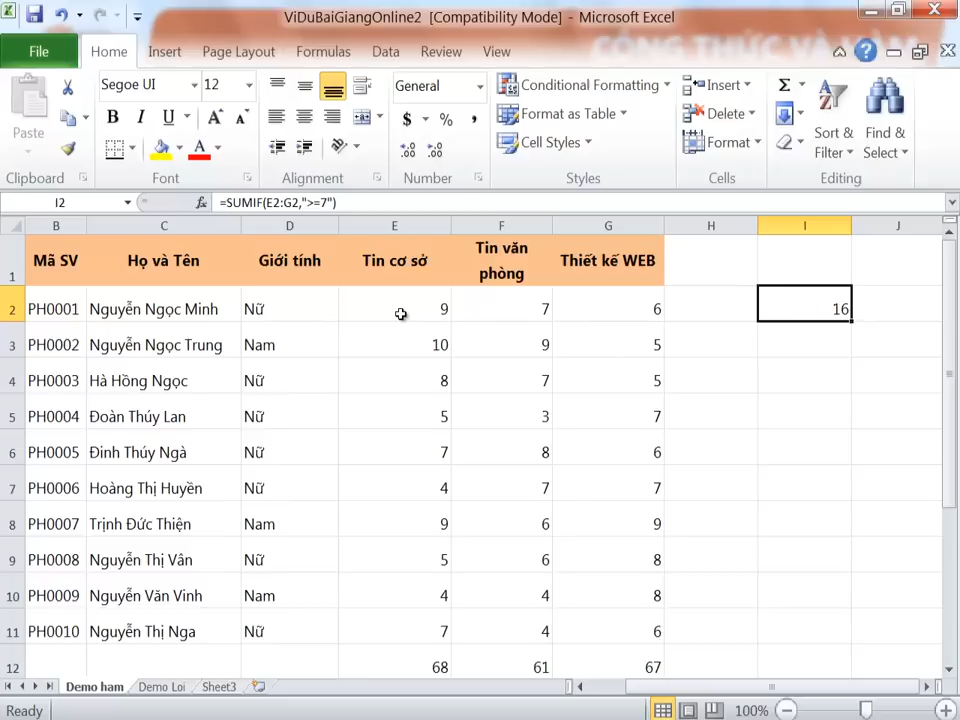 ViDuBaiGiangOnline2 [Compatibility Mode] - Microsoft Excel
File Home Insert Page Layout Formulas Data Review View
Paste
Segoe UI 12
B I U A A
A
General
$ % ,
Conditional Formatting
Format as Table
Cell Styles
Insert
Delete
Format
Σ
Sort & Filter
Find & Select
Clipboard Font Alignment Number Styles Cells Editing
I2 fx =SUMIF(E2:G2,">=7")
B C D E F G H I J
1 Mã SV Họ và Tên Giới tính Tin cơ sở Tin văn phòng Thiết kế WEB
2 PH0001 Nguyễn Ngọc Minh Nữ 9 7 6 16
3 PH0002 Nguyễn Ngọc Trung Nam 10 9 5
4 PH0003 Hà Hồng Ngọc Nữ 8 7 5
5 PH0004 Đoàn Thúy Lan Nữ 5 3 7
6 PH0005 Đinh Thúy Ngà Nữ 7 8 6
7 PH0006 Hoàng Thị Huyền Nữ 4 7 7
8 PH0007 Trịnh Đức Thiện Nam 9 6 9
9 PH0008 Nguyễn Thị Vân Nữ 5 6 8
10 PH0009 Nguyễn Văn Vinh Nam 4 4 8
11 PH0010 Nguyễn Thị Nga Nữ 7 4 6
12 68 61 67
Demo ham Demo Loi Sheet3
Ready 100%